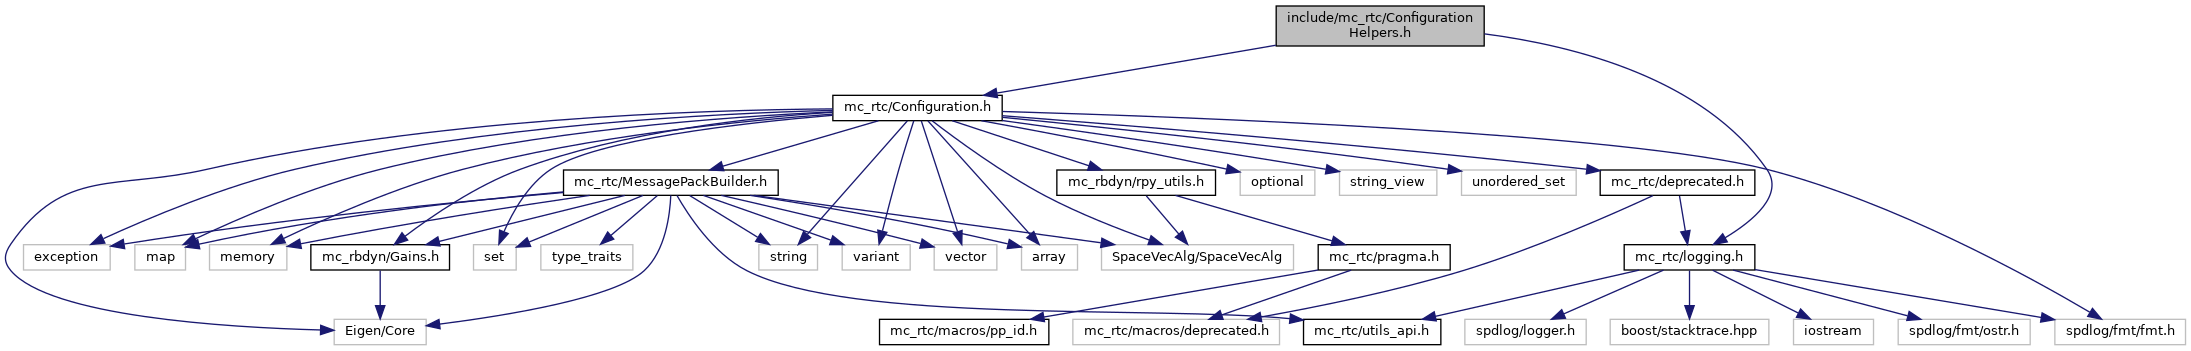 include/mc_rtc/Configuration
Helpers.h
mc_rtc/Configuration.h
mc_rtc/MessagePackBuilder.h
mc_rbdyn/rpy_utils.h
optional
string_view
unordered_set
mc_rtc/deprecated.h
exception
map
memory
mc_rbdyn/Gains.h
set
type_traits
string
variant
vector
array
SpaceVecAlg/SpaceVecAlg
mc_rtc/pragma.h
mc_rtc/logging.h
Eigen/Core
mc_rtc/macros/pp_id.h
mc_rtc/macros/deprecated.h
mc_rtc/utils_api.h
spdlog/logger.h
boost/stacktrace.hpp
iostream
spdlog/fmt/ostr.h
spdlog/fmt/fmt.h